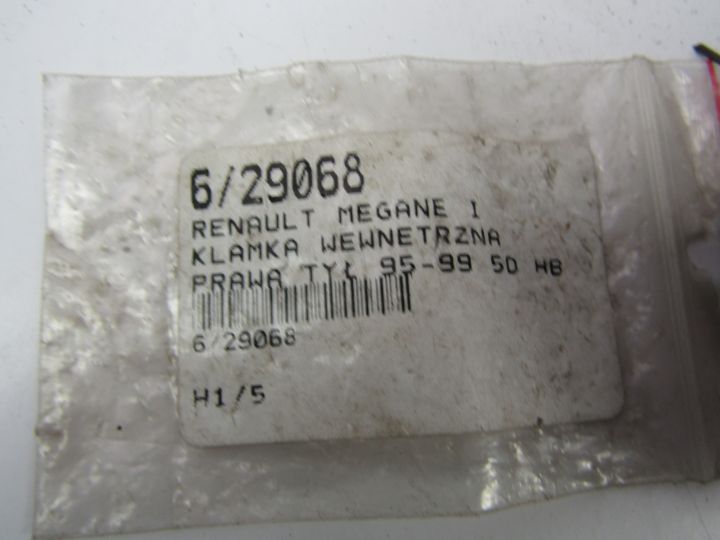 6/29068
RENAULT MEGANE I
KLAMKA WEWNETRZNA
PRAWA TYŁ 95-99 5D HB
6/29068
H1/5